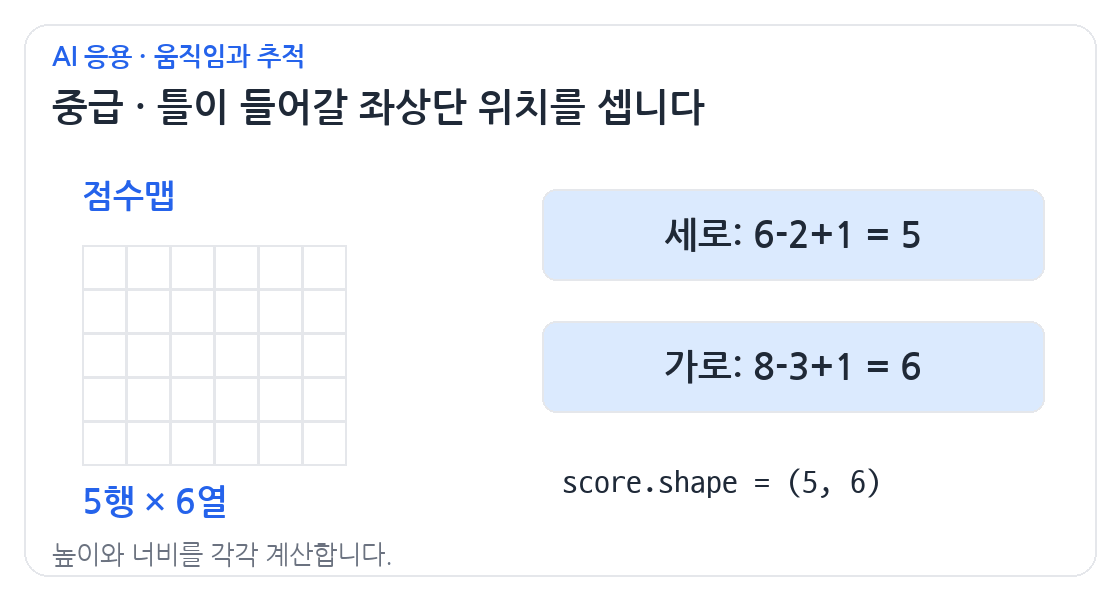 AI 응용 · 움직임과 추적
중급 · 틀이 들어갈 좌상단 위치를 셉니다
점수맵
세로: 6-2+1 = 5
가로: 8-3+1 = 6
score.shape = (5, 6)
5행 × 6열
높이와 너비를 각각 계산합니다.